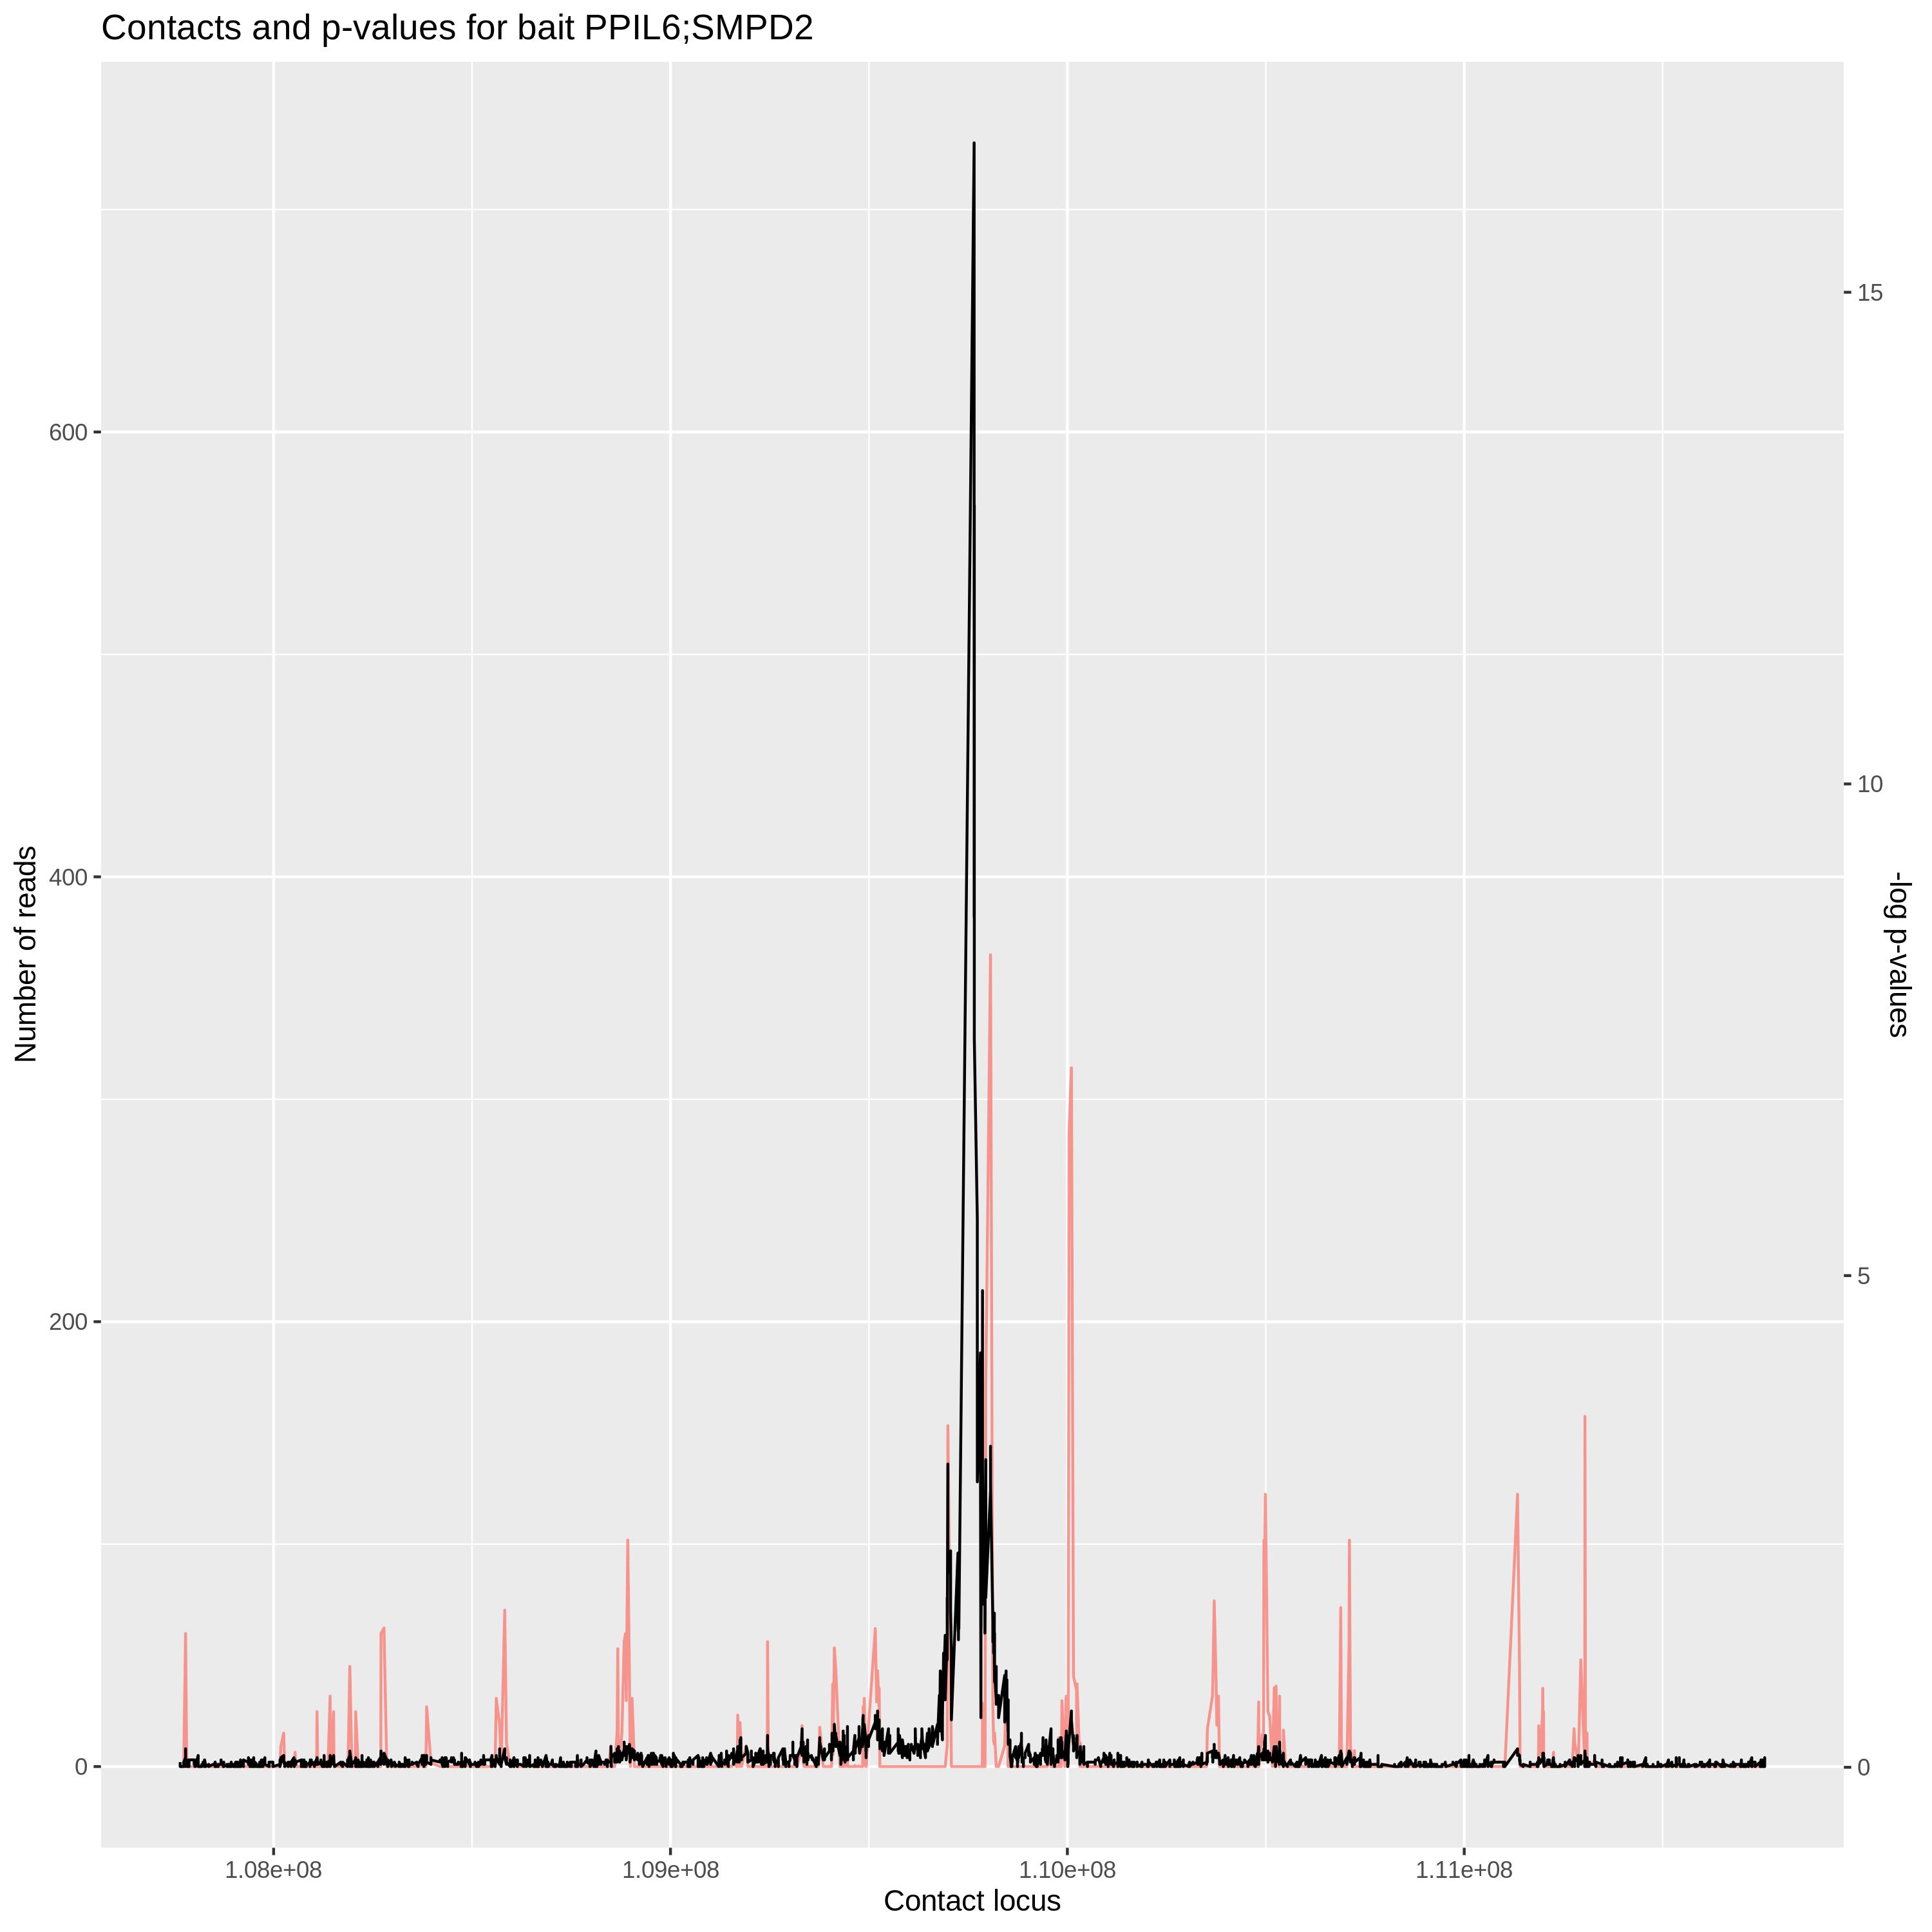 Contacts and p-values for bait PPIL6;SMPD2
600
400
200
0
Number of reads
15
10
5
0
-log p-values
1.08e+08
1.09e+08
1.10e+08
1.11e+08
Contact locus